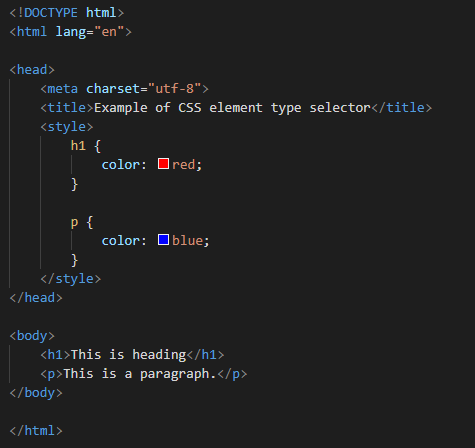 <!DOCTYPE html>
<html lang="en">
<head>
<meta charset="utf-8">
<title>Example of CSS element type selector</title>
<style>
h1 {
color: red;
}
p {
color: blue;
}
</style>
</head>
<body>
<h1>This is heading</h1>
<p>This is a paragraph.</p>
</body>
</html>